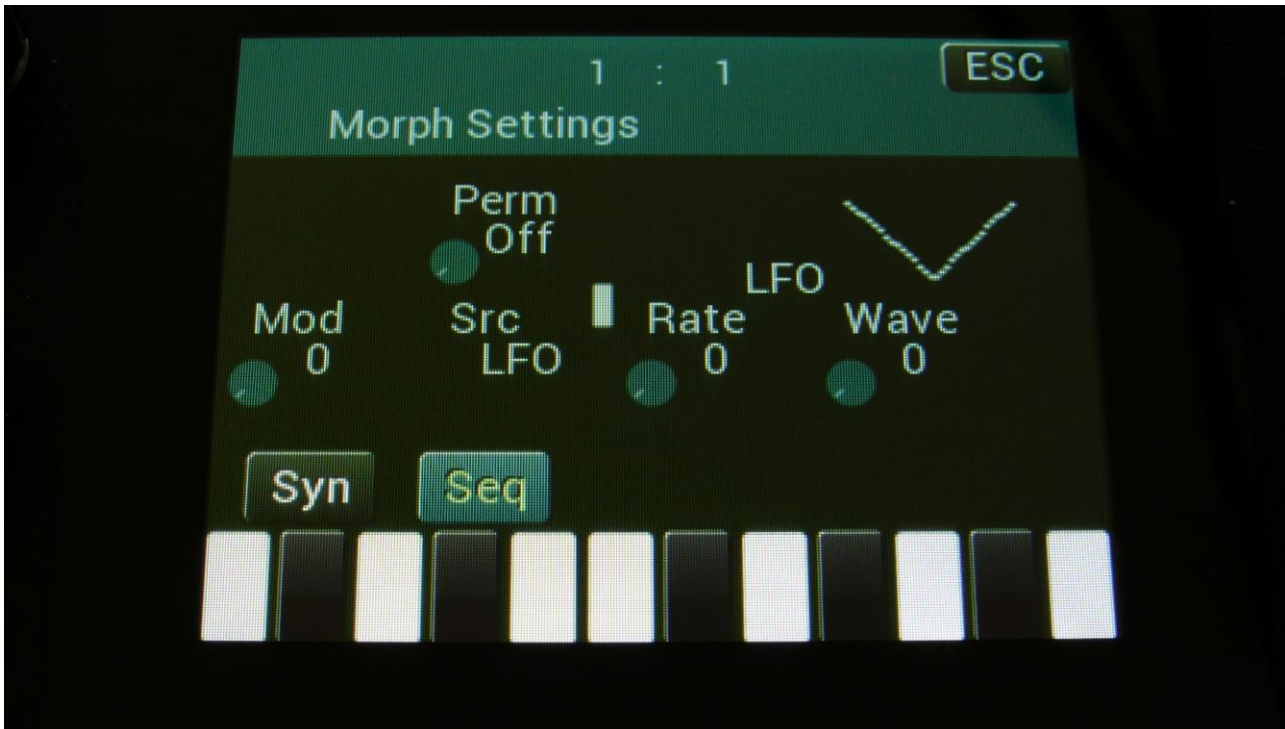 1 : 1 ESC
Morph Settings
Perm
Off
LFO
Mod Src Rate Wave
0 LFO 0 0
Syn Seq